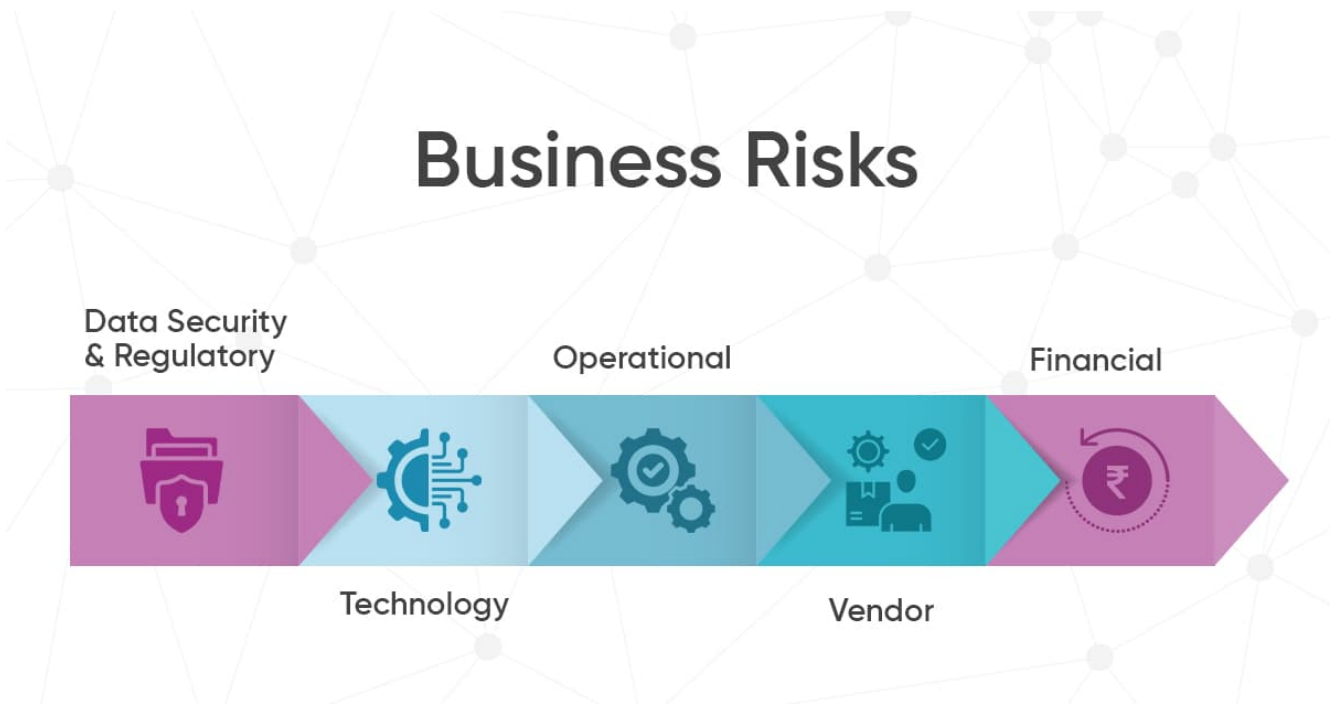 Business Risks
Data Security
& Regulatory
Technology
Operational
Vendor
Financial
₹